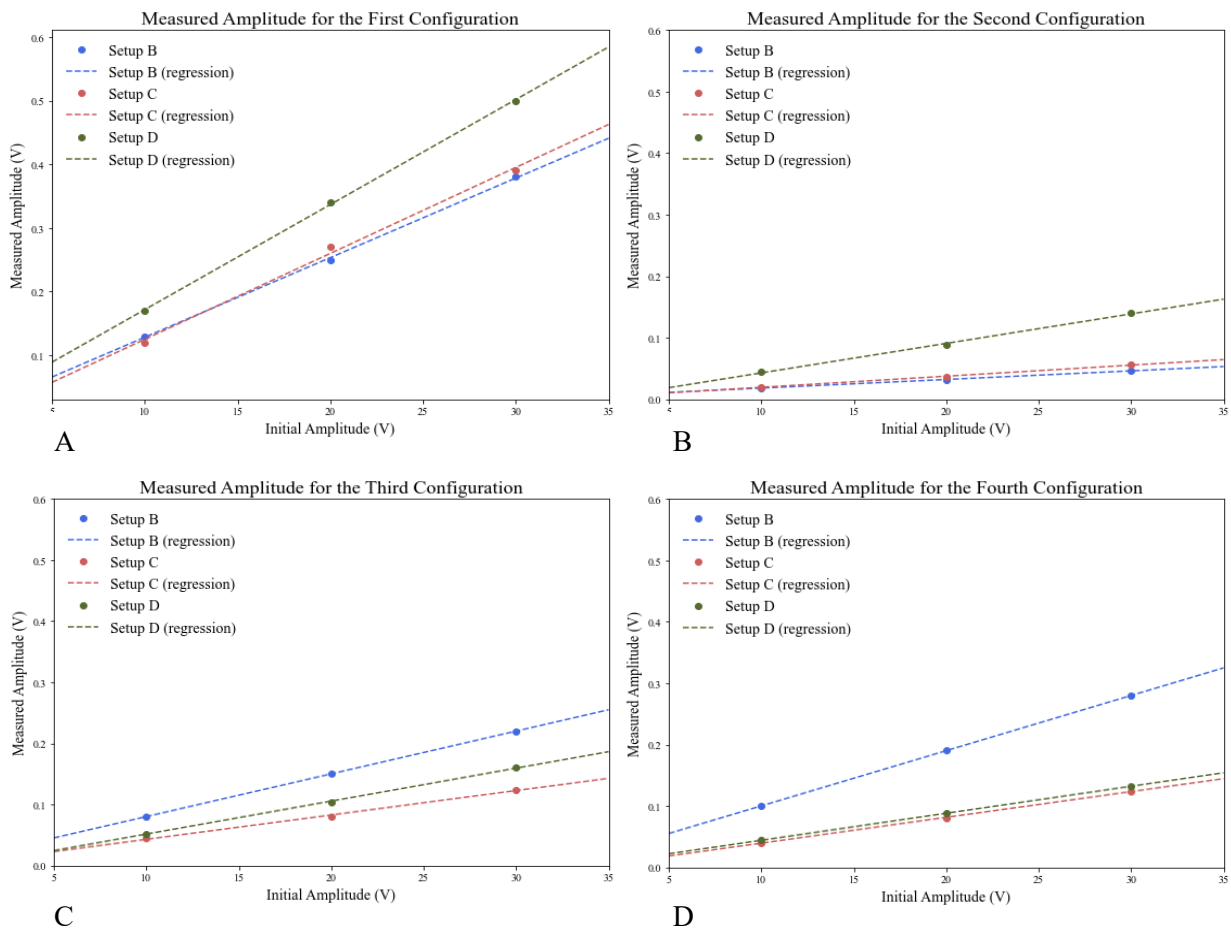 Measured Amplitude for the First Configuration
0.6
0.5
0.4
0.3
0.2
0.1
Measured Amplitude (V)
Setup B
Setup B (regression)
Setup C
Setup C (regression)
Setup D
Setup D (regression)
5
10
15
20
25
30
35
Initial Amplitude (V)
A
Measured Amplitude for the Second Configuration
0.6
0.5
0.4
0.3
0.2
0.1
0.0
Measured Amplitude (V)
Setup B
Setup B (regression)
Setup C
Setup C (regression)
Setup D
Setup D (regression)
5
10
15
20
25
30
35
Initial Amplitude (V)
B
Measured Amplitude for the Third Configuration
0.6
0.5
0.4
0.3
0.2
0.1
0.0
Measured Amplitude (V)
Setup B
Setup B (regression)
Setup C
Setup C (regression)
Setup D
Setup D (regression)
5
10
15
20
25
30
35
Initial Amplitude (V)
C
Measured Amplitude for the Fourth Configuration
0.6
0.5
0.4
0.3
0.2
0.1
0.0
Measured Amplitude (V)
Setup B
Setup B (regression)
Setup C
Setup C (regression)
Setup D
Setup D (regression)
5
10
15
20
25
30
35
Initial Amplitude (V)
D